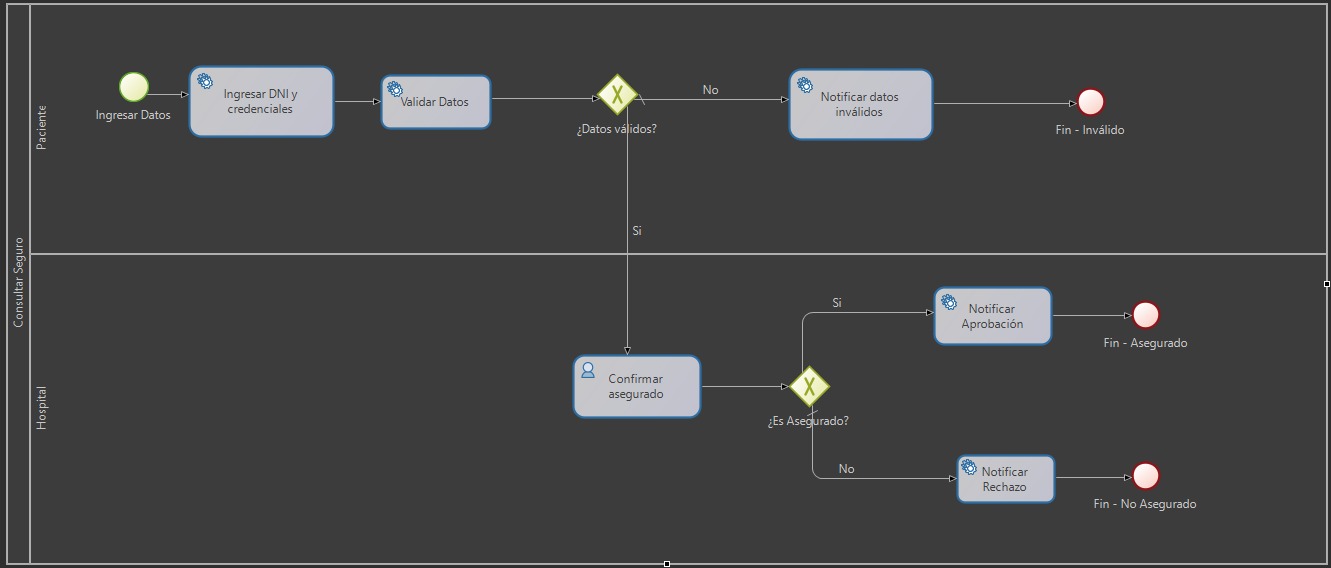 Consultar Seguro
Paciente
Ingresar Datos
Ingresar DNI y
credenciales
Validar Datos
¿Datos válidos?
No
Notificar datos
inválidos
Fin - Inválido
Si
Hospital
Confirmar
asegurado
¿Es Asegurado?
Si
Notificar
Aprobación
Fin - Asegurado
No
Notificar
Rechazo
Fin - No Asegurado